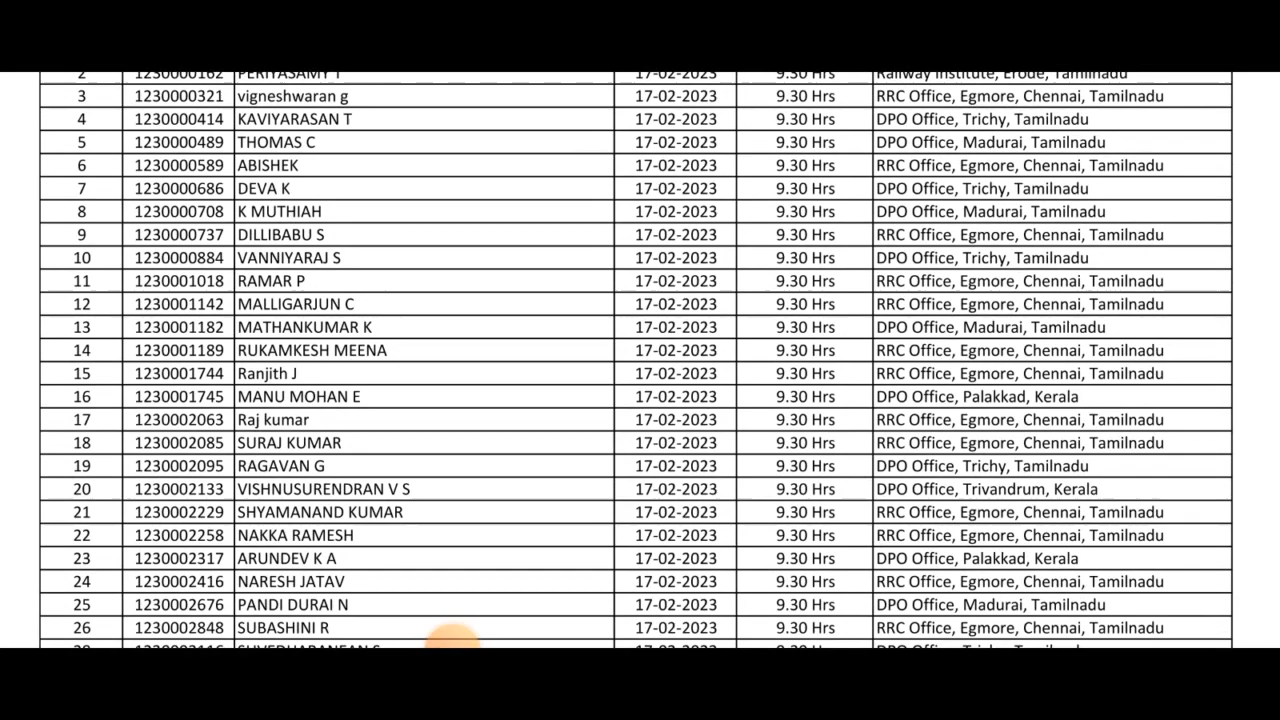 2 1230000162 PERIYASAMY T 17-02-2023 9.30 Hrs Railway Institute, Erode, Tamilnadu
3 1230000321 vigneshwaran g 17-02-2023 9.30 Hrs RRC Office, Egmore, Chennai, Tamilnadu
4 1230000414 KAVIYARASAN T 17-02-2023 9.30 Hrs DPO Office, Trichy, Tamilnadu
5 1230000489 THOMAS C 17-02-2023 9.30 Hrs DPO Office, Madurai, Tamilnadu
6 1230000589 ABISHEK 17-02-2023 9.30 Hrs RRC Office, Egmore, Chennai, Tamilnadu
7 1230000686 DEVA K 17-02-2023 9.30 Hrs DPO Office, Trichy, Tamilnadu
8 1230000708 K MUTHIAH 17-02-2023 9.30 Hrs DPO Office, Madurai, Tamilnadu
9 1230000737 DILLIBABU S 17-02-2023 9.30 Hrs RRC Office, Egmore, Chennai, Tamilnadu
10 1230000884 VANNIYARAJ S 17-02-2023 9.30 Hrs DPO Office, Trichy, Tamilnadu
11 1230001018 RAMAR P 17-02-2023 9.30 Hrs RRC Office, Egmore, Chennai, Tamilnadu
12 1230001142 MALLIGARJUN C 17-02-2023 9.30 Hrs RRC Office, Egmore, Chennai, Tamilnadu
13 1230001182 MATHANKUMAR K 17-02-2023 9.30 Hrs DPO Office, Madurai, Tamilnadu
14 1230001189 RUKAMKESH MEENA 17-02-2023 9.30 Hrs RRC Office, Egmore, Chennai, Tamilnadu
15 1230001744 Ranjith J 17-02-2023 9.30 Hrs RRC Office, Egmore, Chennai, Tamilnadu
16 1230001745 MANU MOHAN E 17-02-2023 9.30 Hrs DPO Office, Palakkad, Kerala
17 1230002063 Raj kumar 17-02-2023 9.30 Hrs RRC Office, Egmore, Chennai, Tamilnadu
18 1230002085 SURAJ KUMAR 17-02-2023 9.30 Hrs RRC Office, Egmore, Chennai, Tamilnadu
19 1230002095 RAGAVAN G 17-02-2023 9.30 Hrs DPO Office, Trichy, Tamilnadu
20 1230002133 VISHNUSURENDRAN V S 17-02-2023 9.30 Hrs DPO Office, Trivandrum, Kerala
21 1230002229 SHYAMANAND KUMAR 17-02-2023 9.30 Hrs RRC Office, Egmore, Chennai, Tamilnadu
22 1230002258 NAKKA RAMESH 17-02-2023 9.30 Hrs RRC Office, Egmore, Chennai, Tamilnadu
23 1230002317 ARUNDEV K A 17-02-2023 9.30 Hrs DPO Office, Palakkad, Kerala
24 1230002416 NARESH JATAV 17-02-2023 9.30 Hrs RRC Office, Egmore, Chennai, Tamilnadu
25 1230002676 PANDI DURAI N 17-02-2023 9.30 Hrs DPO Office, Madurai, Tamilnadu
26 1230002848 SUBASHINI R 17-02-2023 9.30 Hrs RRC Office, Egmore, Chennai, Tamilnadu